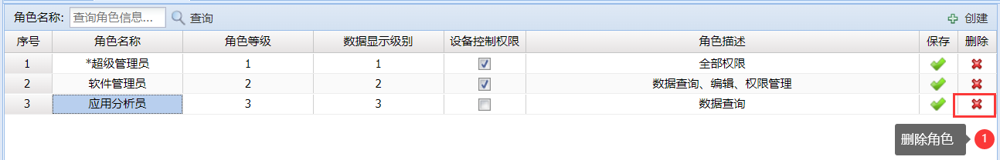 角色名称: 查询角色信息... 查询 创建
序号 角色名称 角色等级 数据显示级别 设备控制权限 角色描述 保存 删除
1 *超级管理员 1 1 全部权限
2 软件管理员 2 2 数据查询、编辑、权限管理
3 应用分析员 3 3 数据查询
删除角色 1